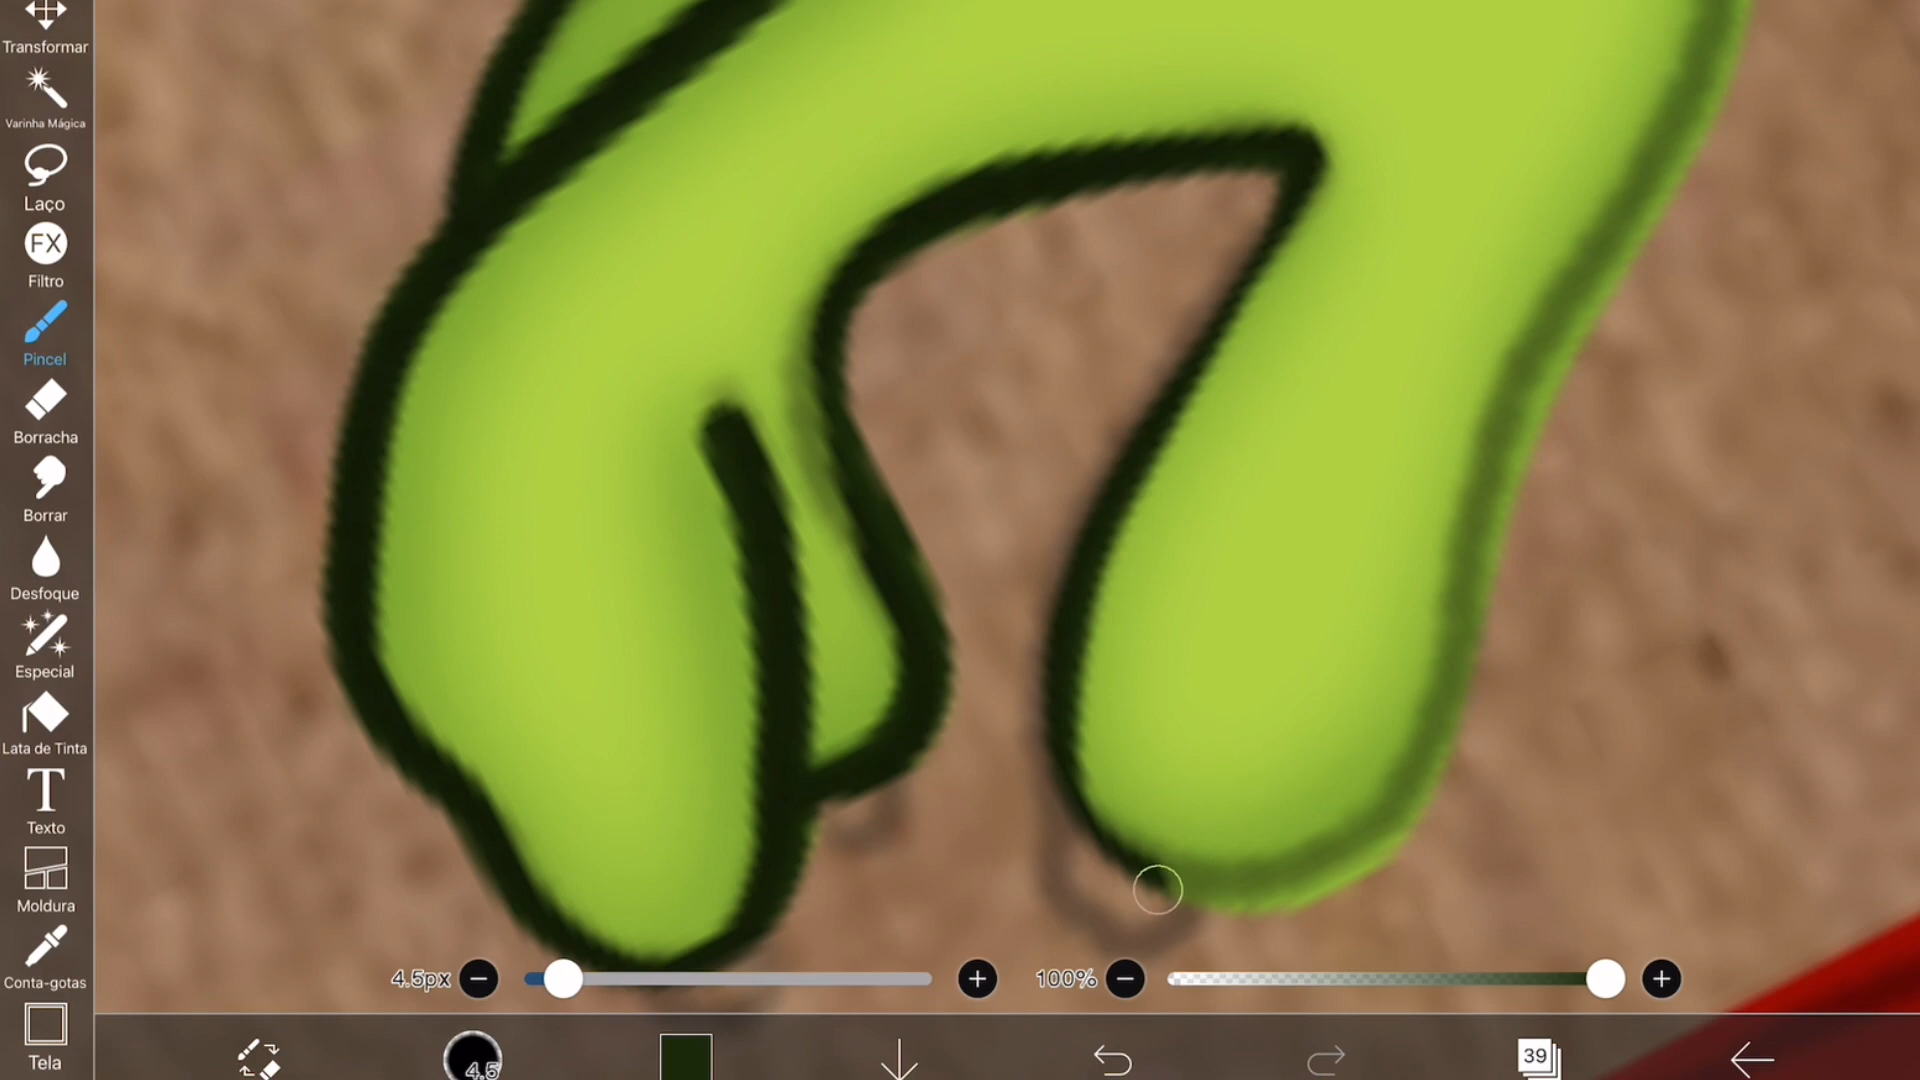 Transformar
Varinha Mágica
Laço
FX
Filtro
Pincel
Borracha
Borrar
Desfoque
Especial
Lata de Tinta
T
Texto
Moldura
Conta-gotas
Tela
4.5px
100%
4.5
39